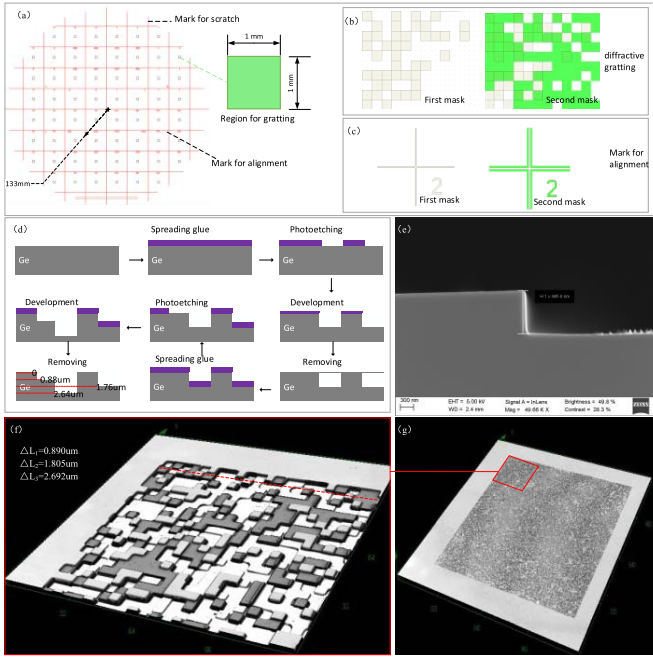 (a)
Mark for scratch
1 mm
1 mm
Region for gratting
Mark for alignment
133mm
(b)
First mask
Second mask
diffractive
gratting
(c)
2
First mask
2
Second mask
Mark for
alignment
(d)
Spreading glue
Photoetching
Ge
Ge
Ge
Development
Photoetching
Development
Ge
Ge
Ge
Removing
Spreading glue
Removing
0
0.88um
Ge
1.76um
2.64um
Ge
Ge
(e)
300 nm
EHT = 5.00 kV
WD = 2.4 mm
Signal A = InLens
Mag = 49.66 K X
Brightness = 49.8 %
Contrast = 28.3 %
ZEISS
(f)
△L₁=0.890um
△L₂=1.805um
△L₃=2.692um
(g)